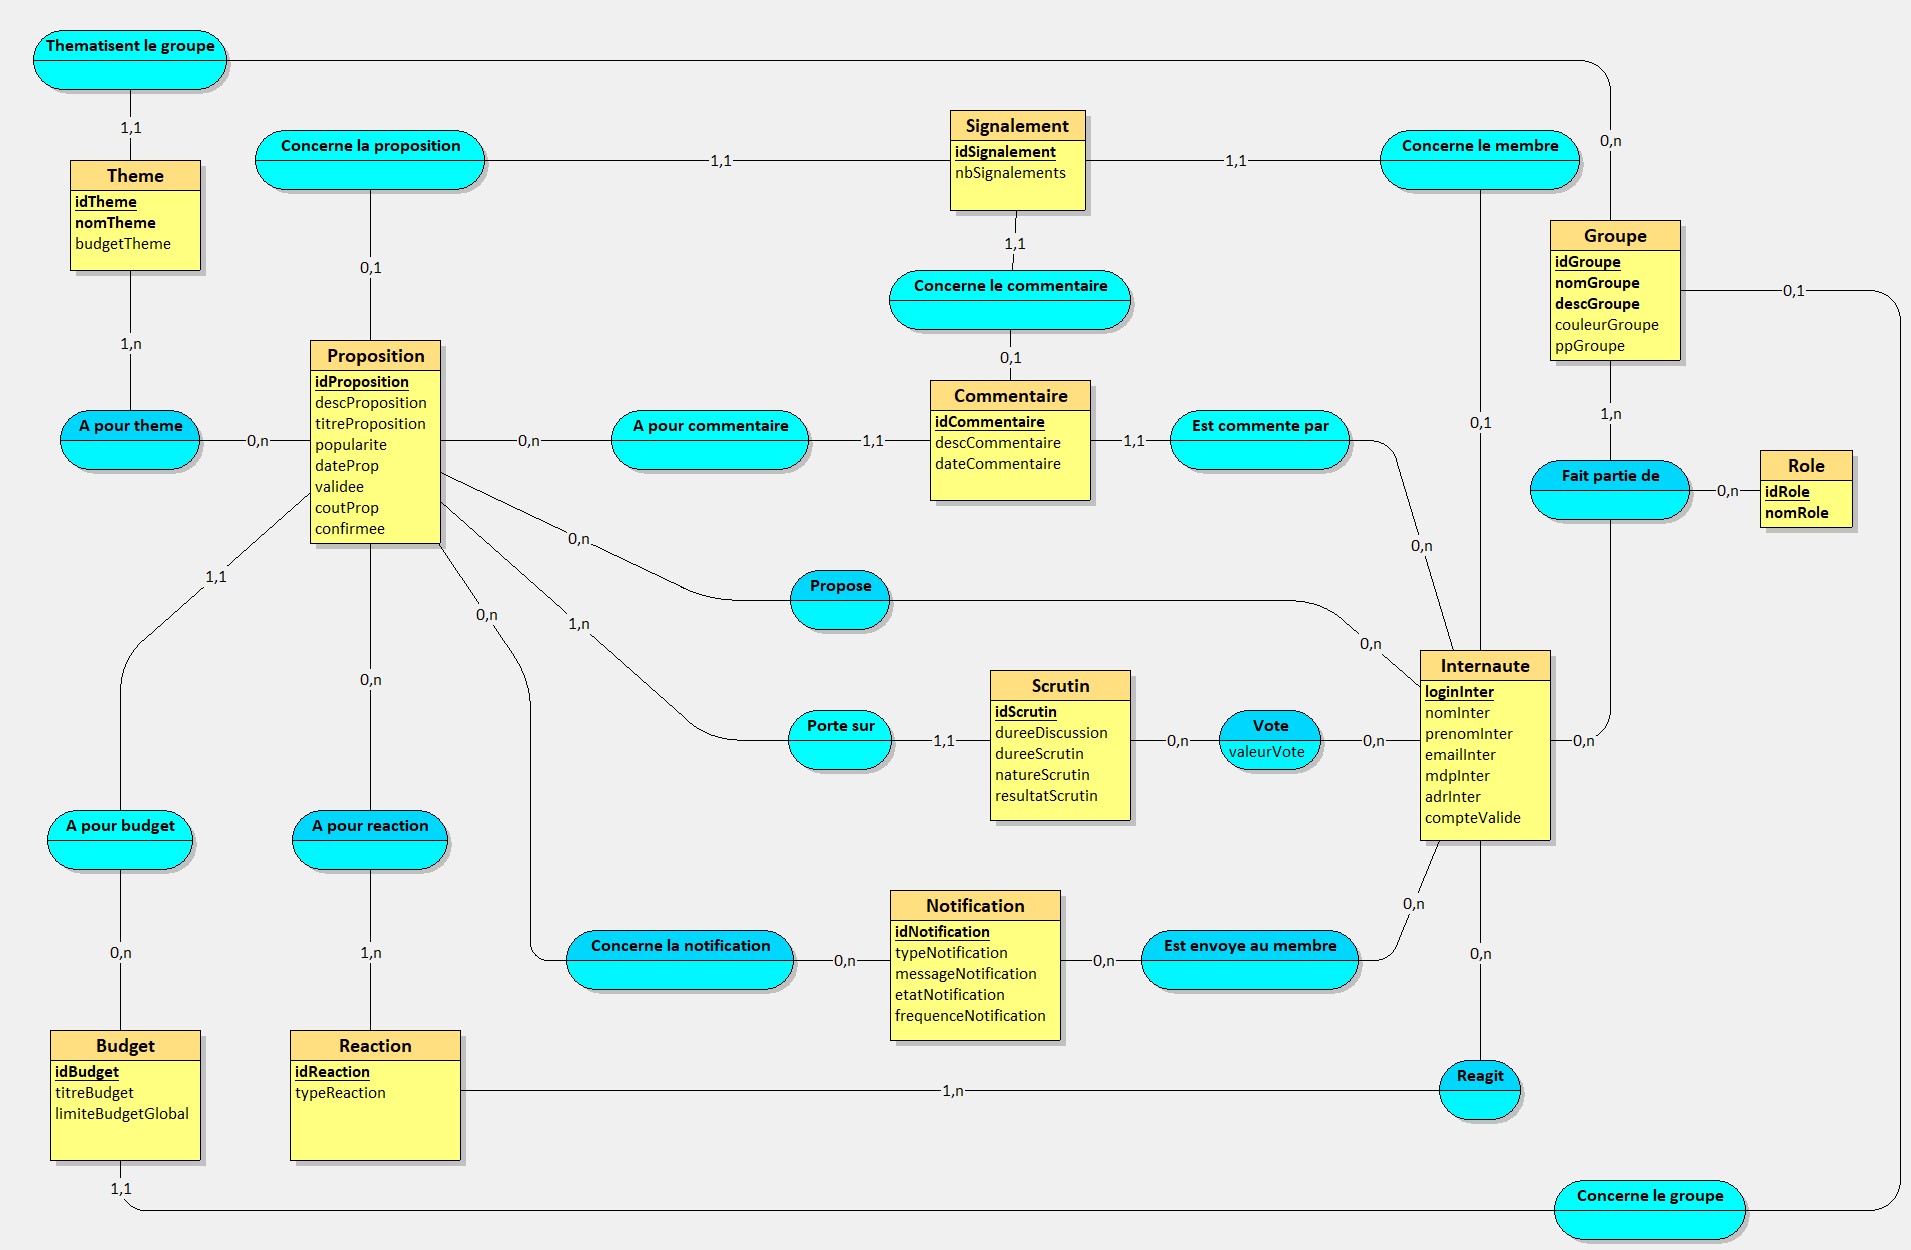 Thematisent le groupe
1,1
0,n
Theme
idTheme
nomTheme
budgetTheme
Concerne la proposition
1,1
0,1
Signalement
idSignalement
nbSignalements
1,1
Concerne le membre
0,1
1,1
Concerne le commentaire
0,1
Groupe
idGroupe
nomGroupe
descGroupe
couleurGroupe
ppGroupe
0,1
1,n
1,n
A pour theme
0,n
Proposition
idProposition
descProposition
titreProposition
popularite
dateProp
validee
coutProp
confirmee
0,n
A pour commentaire
1,1
Commentaire
idCommentaire
descCommentaire
dateCommentaire
1,1
Est commente par
0,n
Fait partie de
0,n
Role
idRole
nomRole
0,n
0,n
Propose
0,n
1,n
Porte sur
1,1
Scrutin
idScrutin
dureeDiscussion
dureeScrutin
natureScrutin
resultatScrutin
0,n
Vote
valeurVote
0,n
Internaute
loginInter
nomInter
prenomInter
emailInter
mdpInter
adrInter
compteValide
1,1
A pour budget
0,n
0,n
A pour reaction
1,n
0,n
Concerne la notification
0,n
Notification
idNotification
typeNotification
messageNotification
etatNotification
frequenceNotification
0,n
Est envoye au membre
0,n
0,n
Budget
idBudget
titreBudget
limiteBudgetGlobal
1,1
Reaction
idReaction
typeReaction
1,n
Reagit
Concerne le groupe